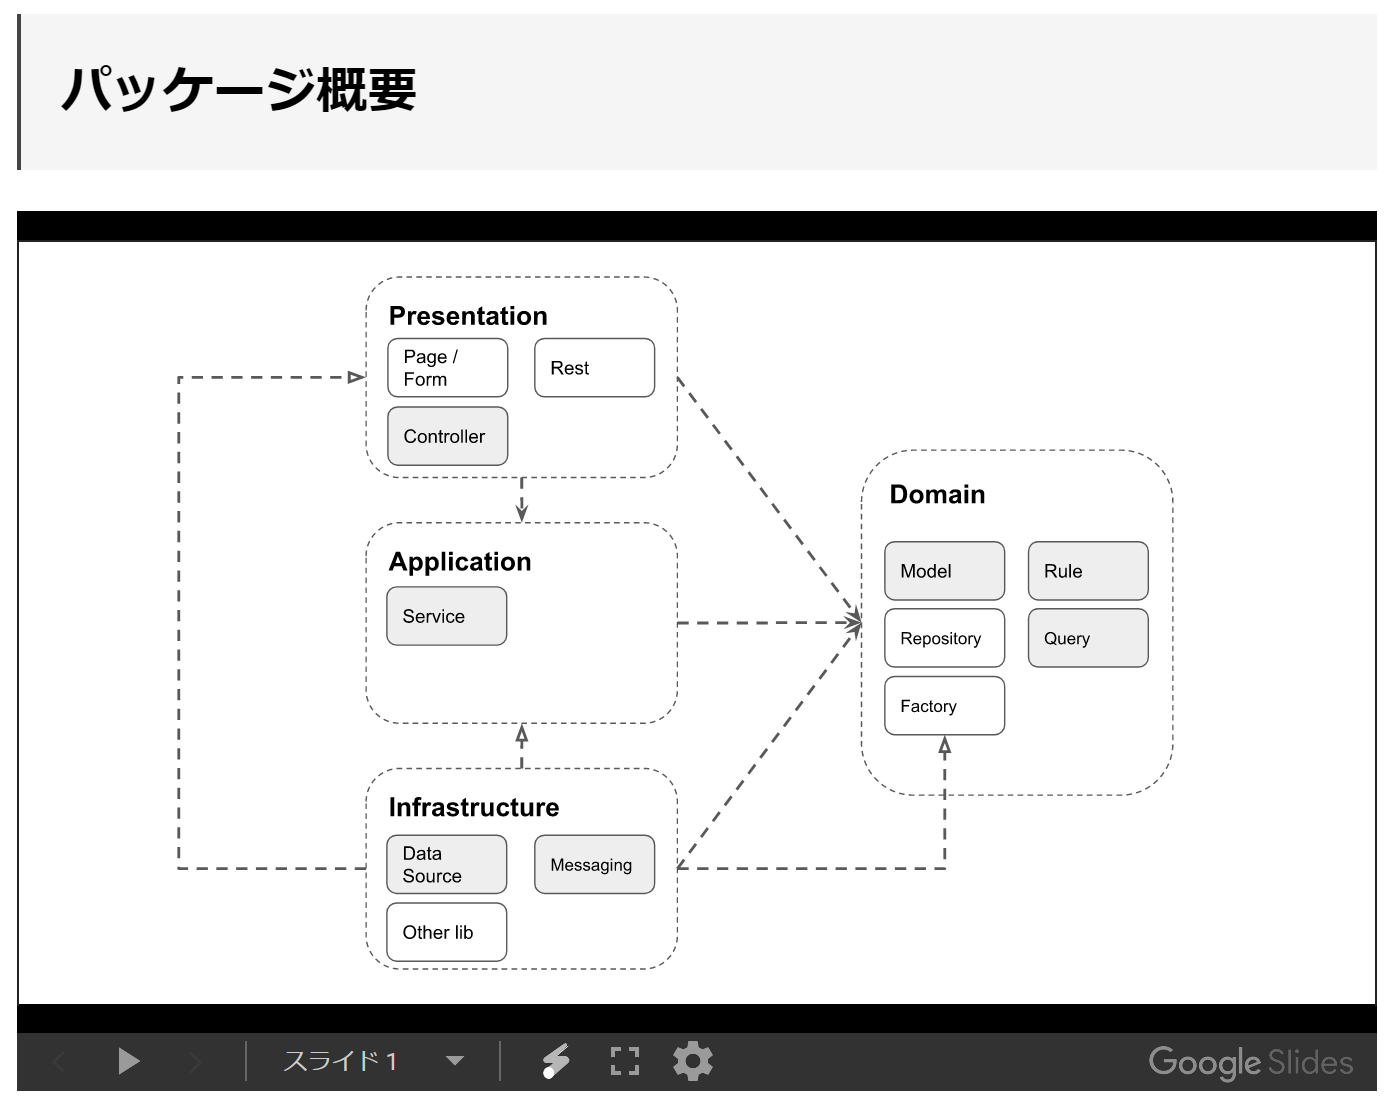 パッケージ概要
Presentation
Page /
Form
Rest
Controller
Application
Service
Infrastructure
Data
Source
Messaging
Other lib
Domain
Model
Rule
Repository
Query
Factory
スライド 1
Google Slides